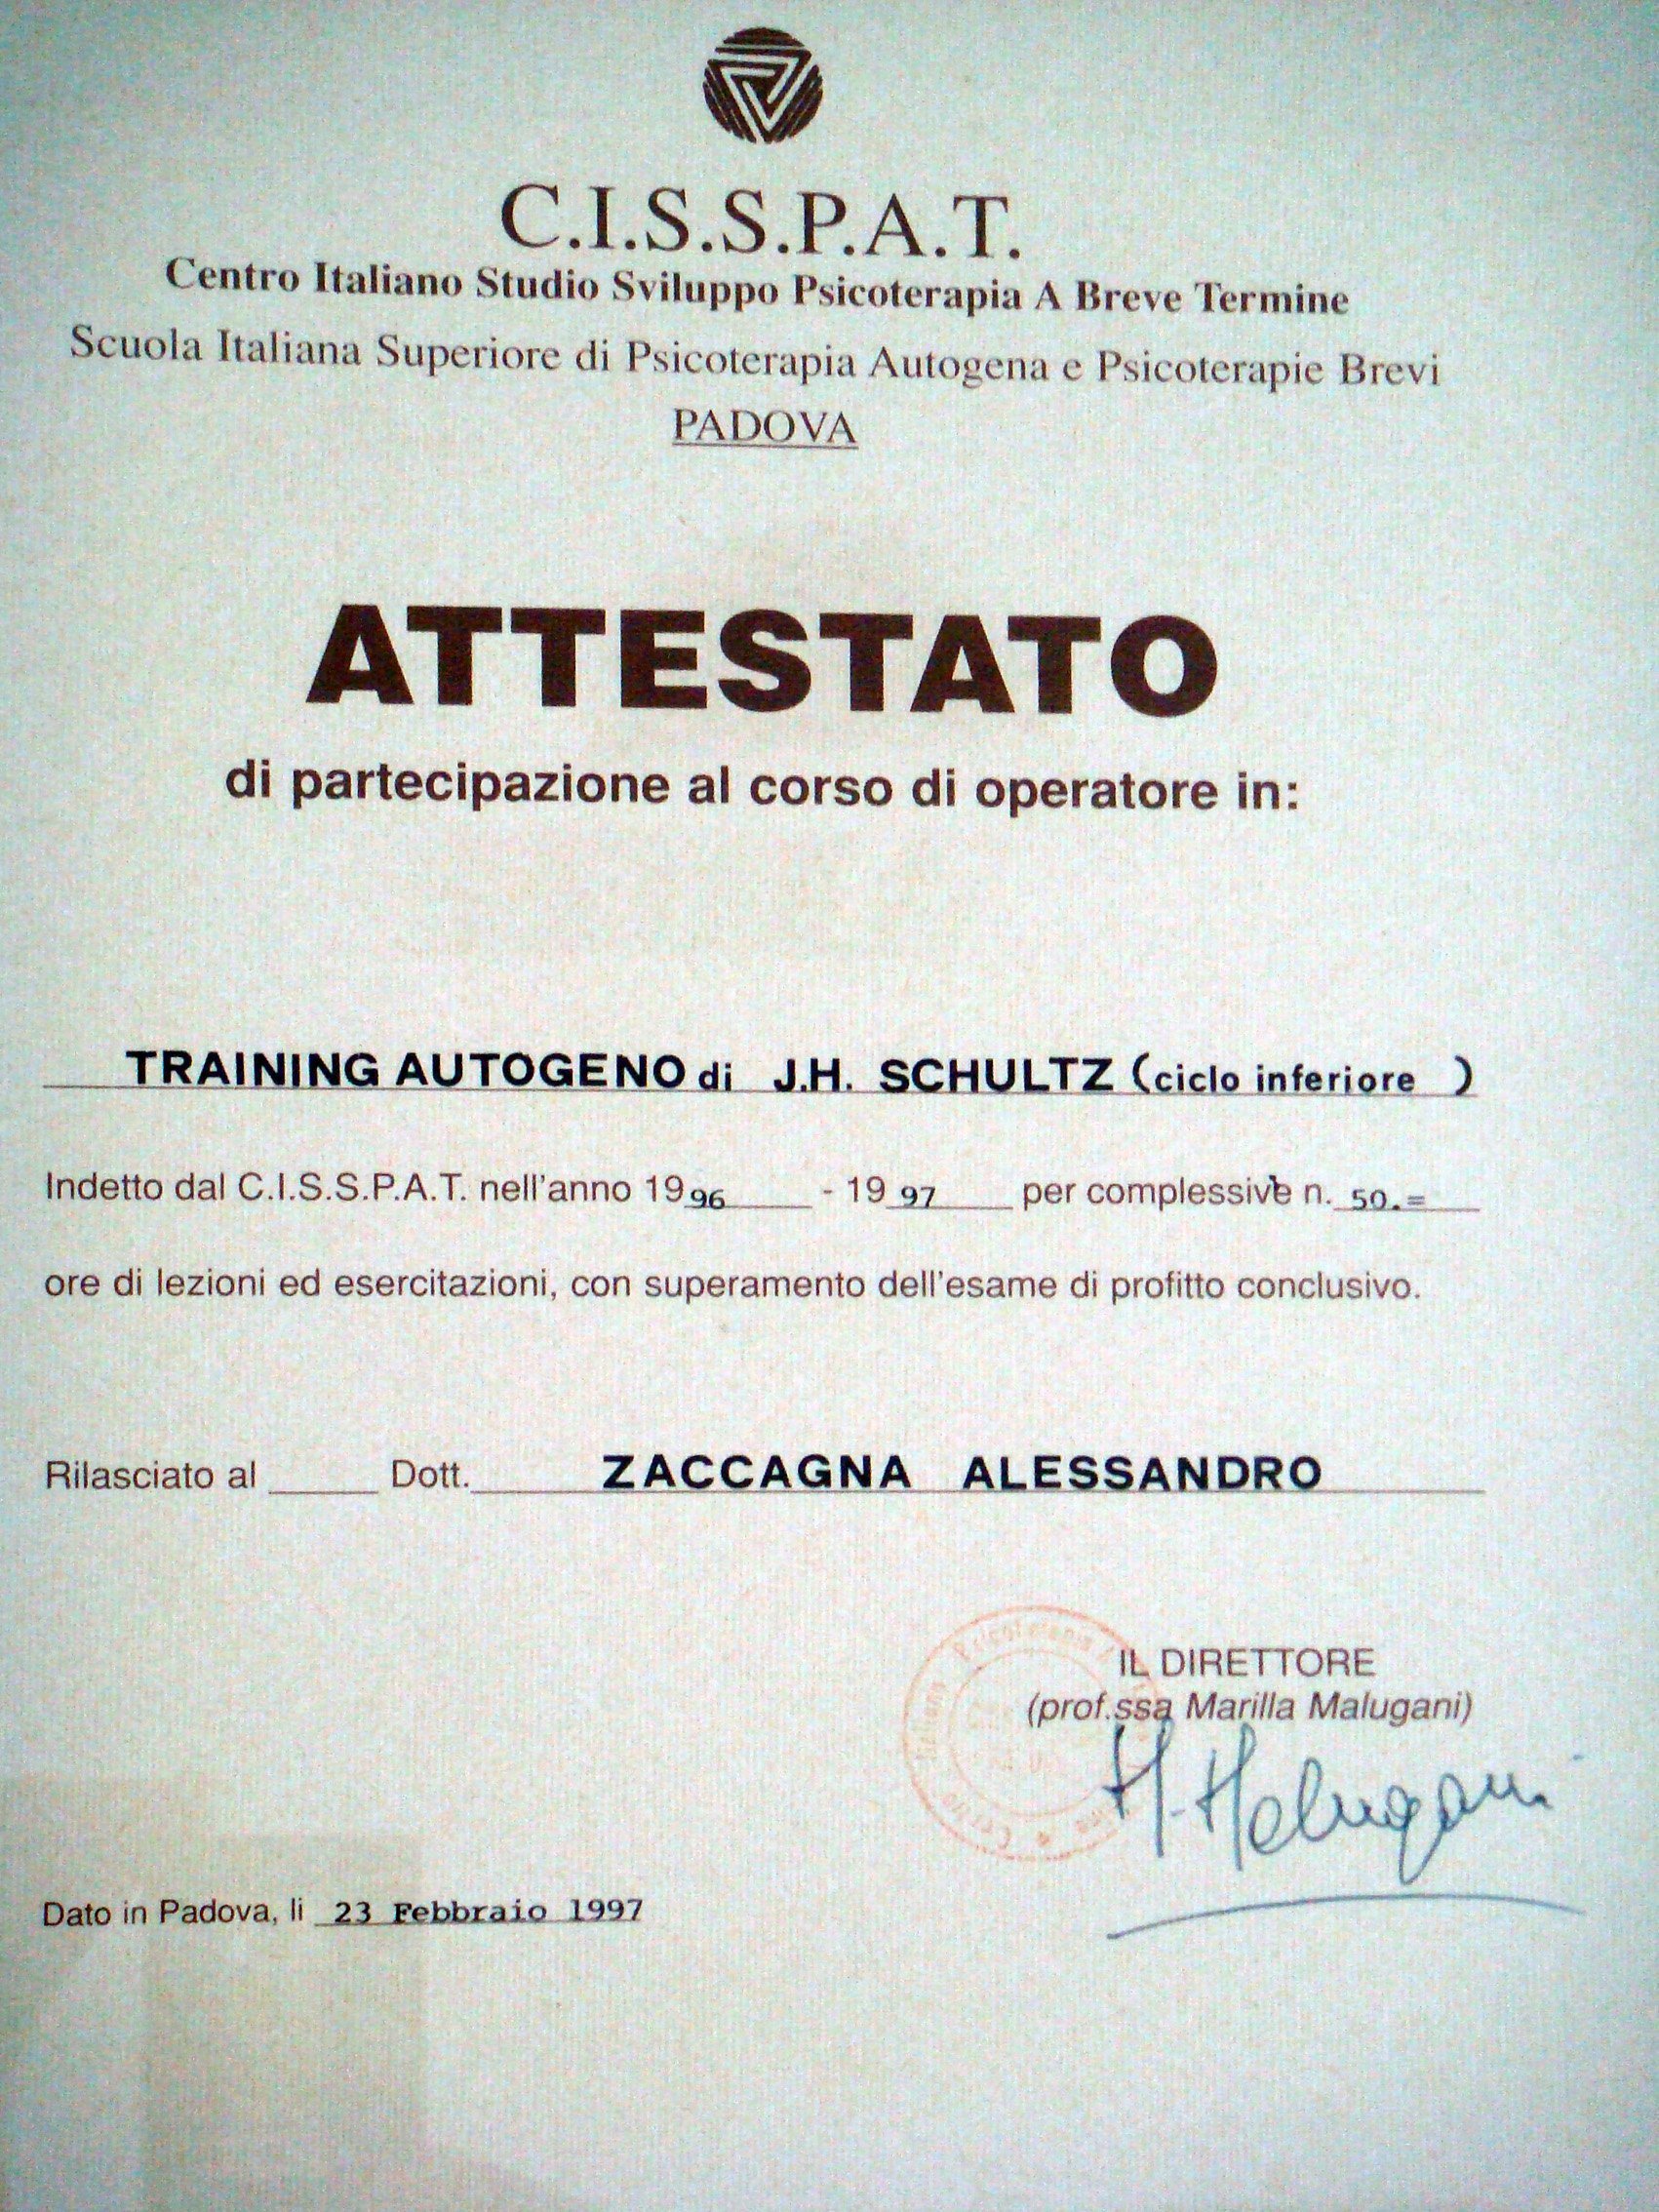 C.I.S.S.P.A.T.
Centro Italiano Studio Sviluppo Psicoterapia A Breve Termine
Scuola Italiana Superiore di Psicoterapia Autogena e Psicoterapie Brevi
PADOVA
ATTESTATO
di partecipazione al corso di operatore in:
TRAINING AUTOGENO di J.H. SCHULTZ (ciclo inferiore )
Indetto dal C.I.S.S.P.A.T. nell'anno 1996 - 1997 per complessive n. 50.=
ore di lezioni ed esercitazioni, con superamento dell'esame di profitto conclusivo.
Rilasciato al Dott. ZACCAGNA ALESSANDRO
Psicoterapia
IL DIRETTORE
(prof.ssa Marilla Malugani)
M. Malugani
Dato in Padova, li 23 Febbraio 1997